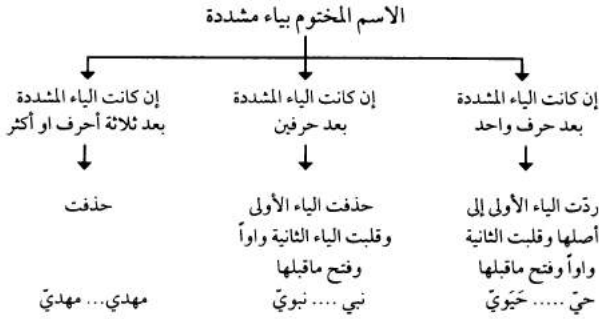 الاسم المختوم بياء مشددة
إن كانت الياء المشددة
بعد حرف واحد
ردّت الياء الأولى إلى
أصلها وقلبت الثانية
واواً وفتح ماقبلها
حيّ ..... حَيَويّ
إن كانت الياء المشددة
بعد حرفين
حذفت الياء الأولى
وقلبت الياء الثانية واواً
وفتح ماقبلها
نبي .... نبويّ
إن كانت الياء المشددة
بعد ثلاثة أحرف او أكثر
حذفت
مهدي... مهديّ